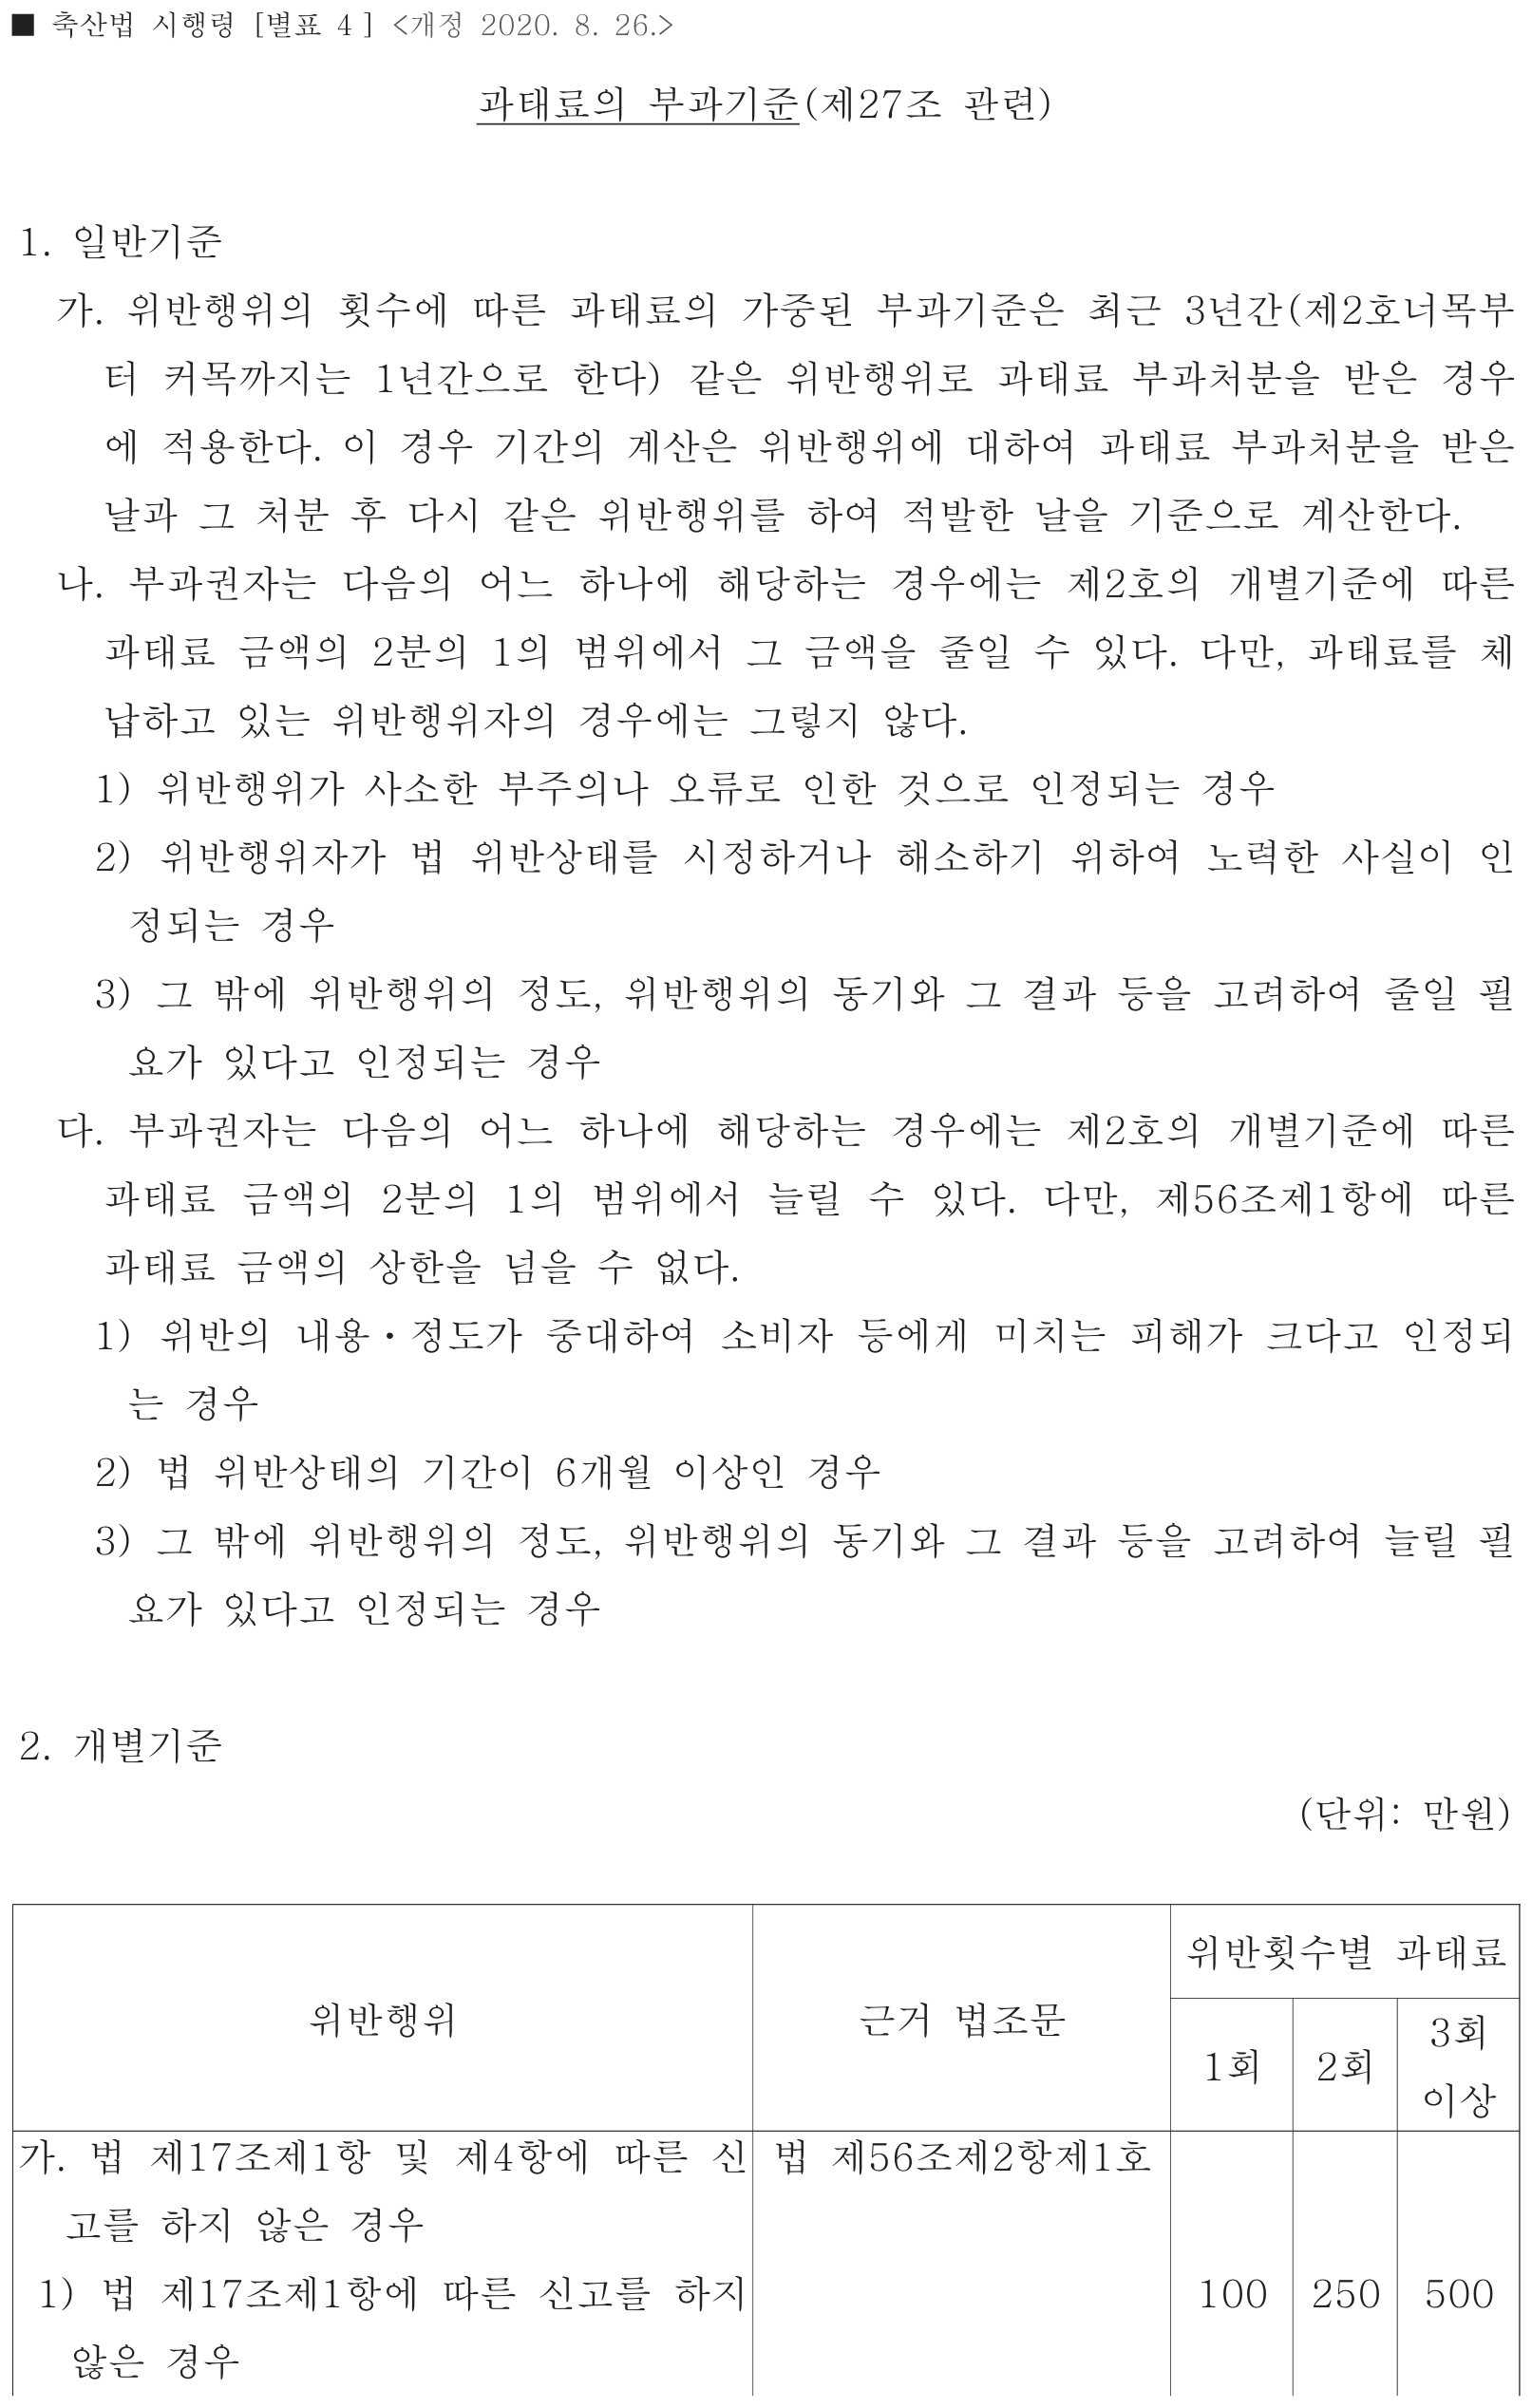 ■ 축산법 시행령 [별표 4 ] <개정 2020. 8. 26.>
과태료의 부과기준(제27조 관련)
1. 일반기준
가. 위반행위의 횟수에 따른 과태료의 가중된 부과기준은 최근 3년간(제2호너목부
터 커목까지는 1년간으로 한다) 같은 위반행위로 과태료 부과처분을 받은 경우
에 적용한다. 이 경우 기간의 계산은 위반행위에 대하여 과태료 부과처분을 받은
날과 그 처분 후 다시 같은 위반행위를 하여 적발한 날을 기준으로 계산한다.
나. 부과권자는 다음의 어느 하나에 해당하는 경우에는 제2호의 개별기준에 따른
과태료 금액의 2분의 1의 범위에서 그 금액을 줄일 수 있다. 다만, 과태료를 체
납하고 있는 위반행위자의 경우에는 그렇지 않다.
1) 위반행위가 사소한 부주의나 오류로 인한 것으로 인정되는 경우
2) 위반행위자가 법 위반상태를 시정하거나 해소하기 위하여 노력한 사실이 인
정되는 경우
3) 그 밖에 위반행위의 정도, 위반행위의 동기와 그 결과 등을 고려하여 줄일 필
요가 있다고 인정되는 경우
다. 부과권자는 다음의 어느 하나에 해당하는 경우에는 제2호의 개별기준에 따른
과태료 금액의 2분의 1의 범위에서 늘릴 수 있다. 다만, 제56조제1항에 따른
과태료 금액의 상한을 넘을 수 없다.
1) 위반의 내용・정도가 중대하여 소비자 등에게 미치는 피해가 크다고 인정되
는 경우
2) 법 위반상태의 기간이 6개월 이상인 경우
3) 그 밖에 위반행위의 정도, 위반행위의 동기와 그 결과 등을 고려하여 늘릴 필
요가 있다고 인정되는 경우
2. 개별기준
(단위: 만원)
위반행위
근거 법조문
위반횟수별 과태료
1회
2회
3회
이상
가. 법 제17조제1항 및 제4항에 따른 신
고를 하지 않은 경우
법 제56조제2항제1호
1) 법 제17조제1항에 따른 신고를 하지
않은 경우
100
250
500